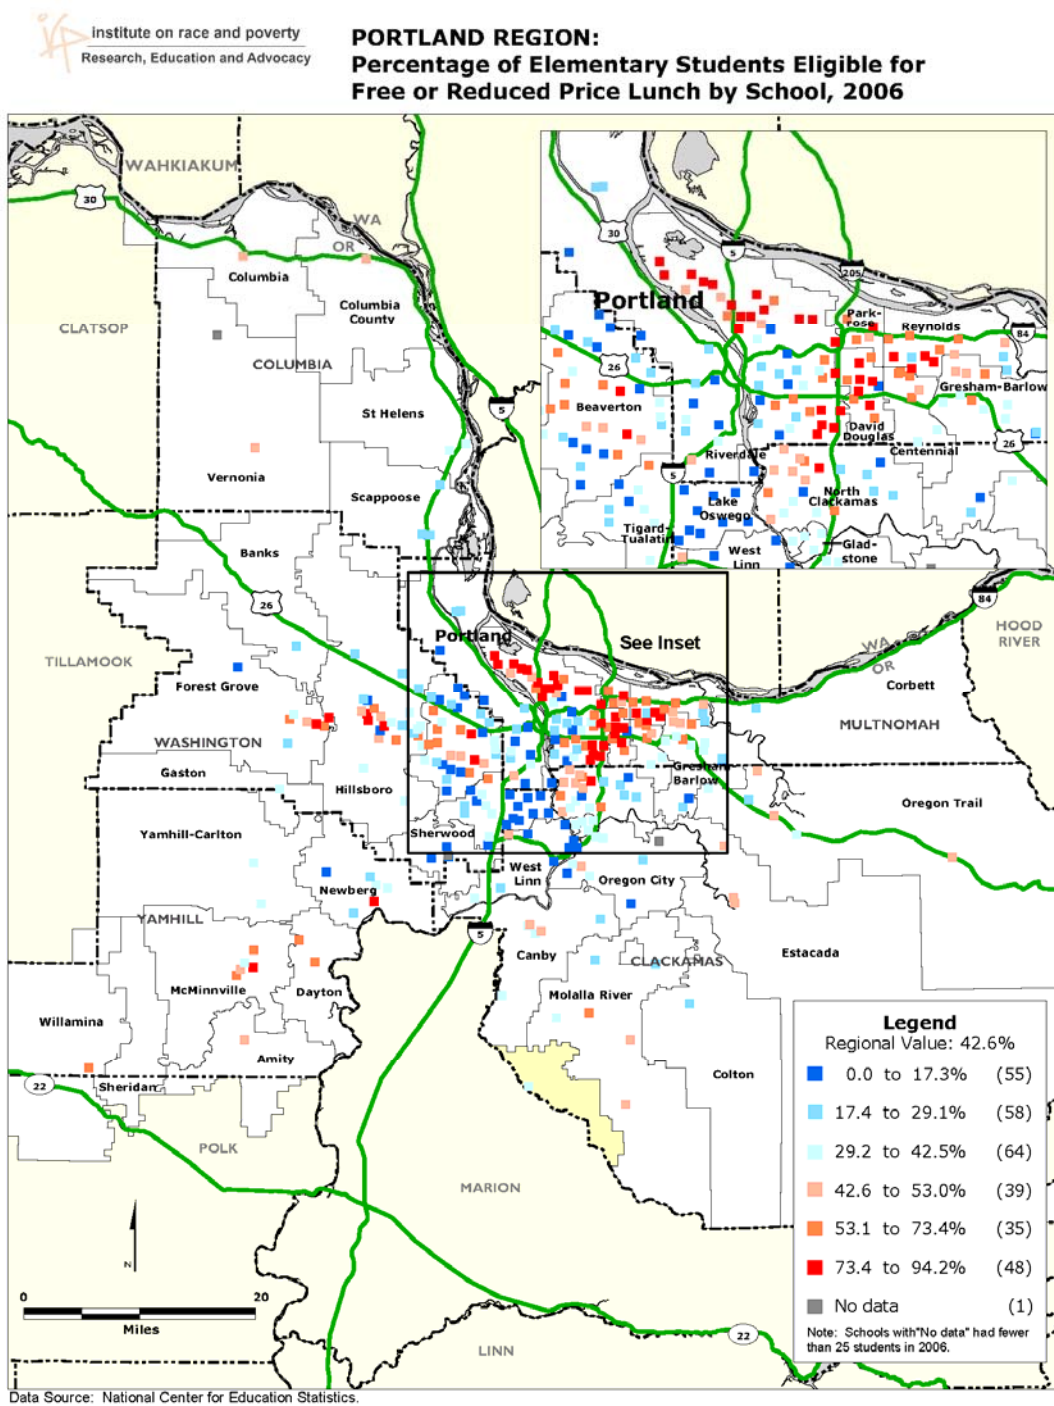 institute on race and poverty
Research, Education and Advocacy
PORTLAND REGION:
Percentage of Elementary Students Eligible for
Free or Reduced Price Lunch by School, 2006
WAHKIAKUM
30
WA
OR
Columbia
Columbia
County
CLATSOP
COLUMBIA
5
St Helens
Vernonia
Scappoose
Banks
26
30
5
205
Portland
Park-
rose
Reynolds
84
26
Gresham-Barlow
Beaverton
David
Douglas
26
Riverdale
Centennial
5
Lake
Oswego
North
Clackamas
Tigard-
Tualatin
West
Linn
Glad-
stone
84
HOOD
RIVER
Portland
See Inset
WA
OR
TILLAMOOK
Forest Grove
Corbett
MULTNOMAH
WASHINGTON
Gaston
Hillsboro
Gresham
Barlow
Oregon Trail
Yamhill-Carlton
Sherwood
West
Linn
Oregon City
Newberg
YAMHILL
5
Canby
CLACKAMAS
Estacada
McMinnville
Dayton
Molalla River
Willamina
Amity
Colton
22
Sheridan
POLK
MARION
N
0 20
Miles
22
LINN
Legend
Regional Value: 42.6%
0.0 to 17.3% (55)
17.4 to 29.1% (58)
29.2 to 42.5% (64)
42.6 to 53.0% (39)
53.1 to 73.4% (35)
73.4 to 94.2% (48)
No data (1)
Note: Schools with"No data" had fewer
than 25 students in 2006.
Data Source: National Center for Education Statistics.